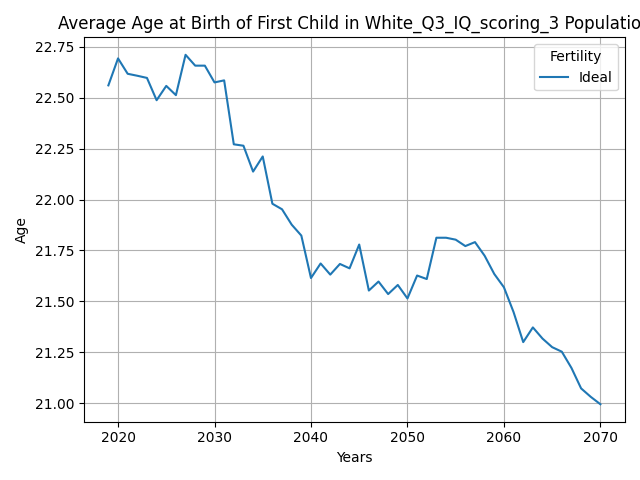 Average Age at Birth of First Child in White_Q3_IQ_scoring_3 Populatio
Fertility
Ideal
22.75
22.50
22.25
22.00
21.75
21.50
21.25
21.00
Age
2020 2030 2040 2050 2060 2070
Years